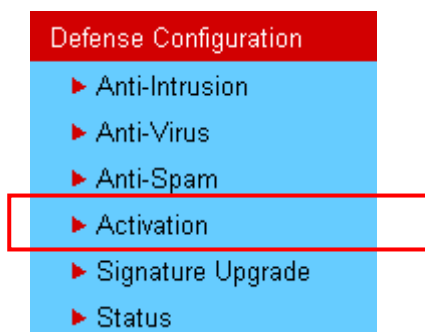 Defense Configuration
Anti-Intrusion
Anti-Virus
Anti-Spam
Activation
Signature Upgrade
Status